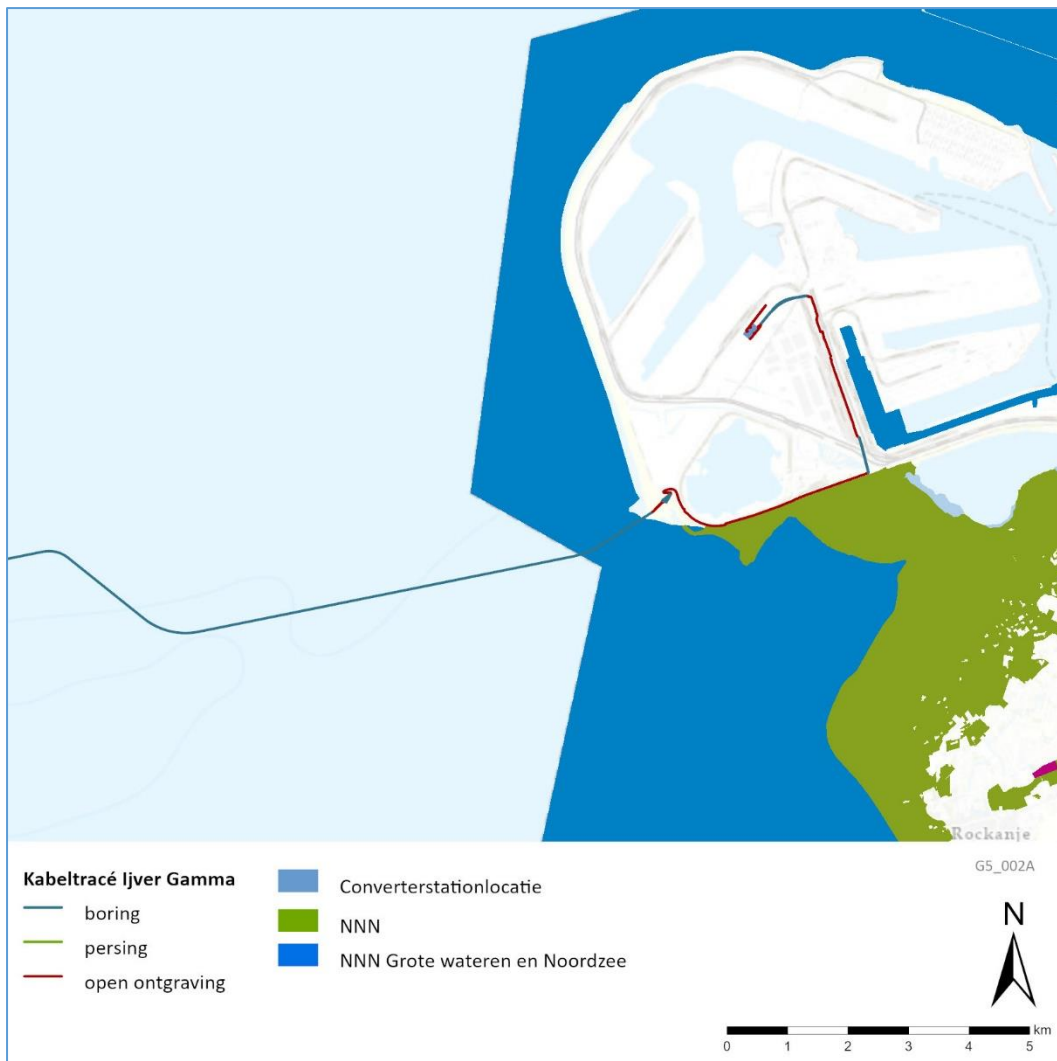 Rockanje
G5_002A
Kabeltracé Ijver Gamma
boring
persing
open ontgraving
Converterstationlocatie
NNN
NNN Grote wateren en Noordzee
N
km
0 1 2 3 4 5